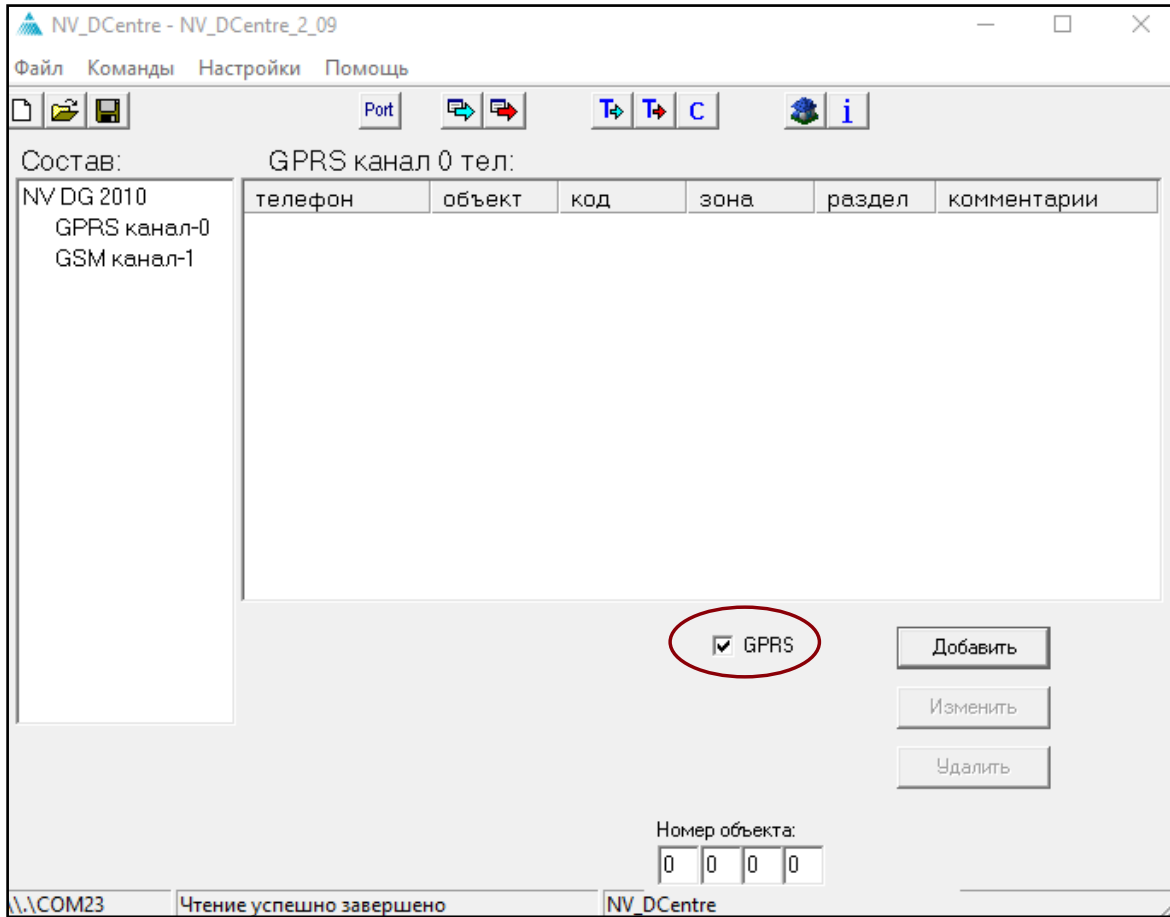 NV_DCentre - NV_DCentre_2_09
Файл Команды Настройки Помощь
Port T T C i
Состав: GPRS канал 0 тел:
NV DG 2010
GPRS канал-0
GSM канал-1
телефон объект код зона раздел комментарии
GPRS
Добавить
Изменить
Удалить
Номер объекта:
0 0 0 0
\\.\COM23 Чтение успешно завершено NV_DCentre